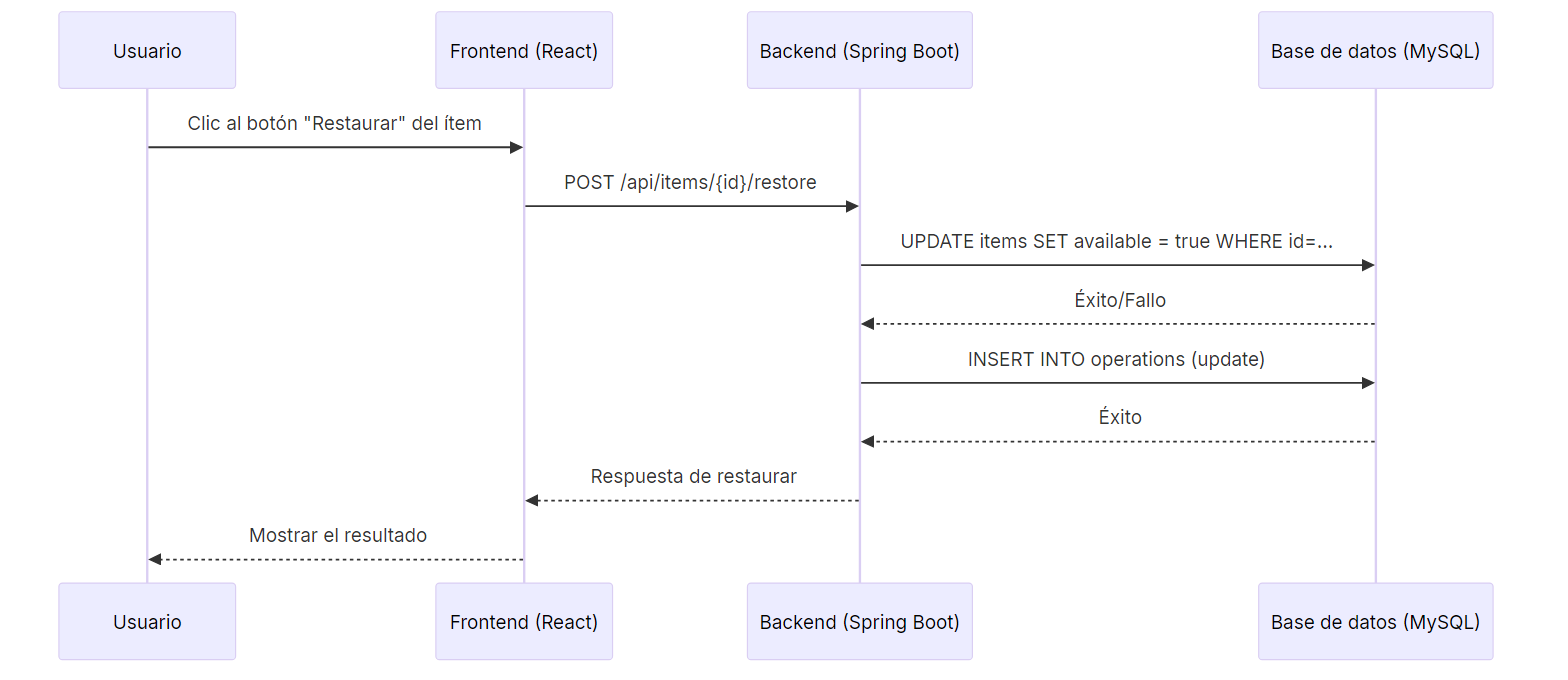 Usuario
Frontend (React)
Backend (Spring Boot)
Base de datos (MySQL)
Clic al botón "Restaurar" del ítem
POST /api/items/{id}/restore
UPDATE items SET available = true WHERE id=...
Éxito/Fallo
INSERT INTO operations (update)
Éxito
Respuesta de restaurar
Mostrar el resultado
Usuario
Frontend (React)
Backend (Spring Boot)
Base de datos (MySQL)